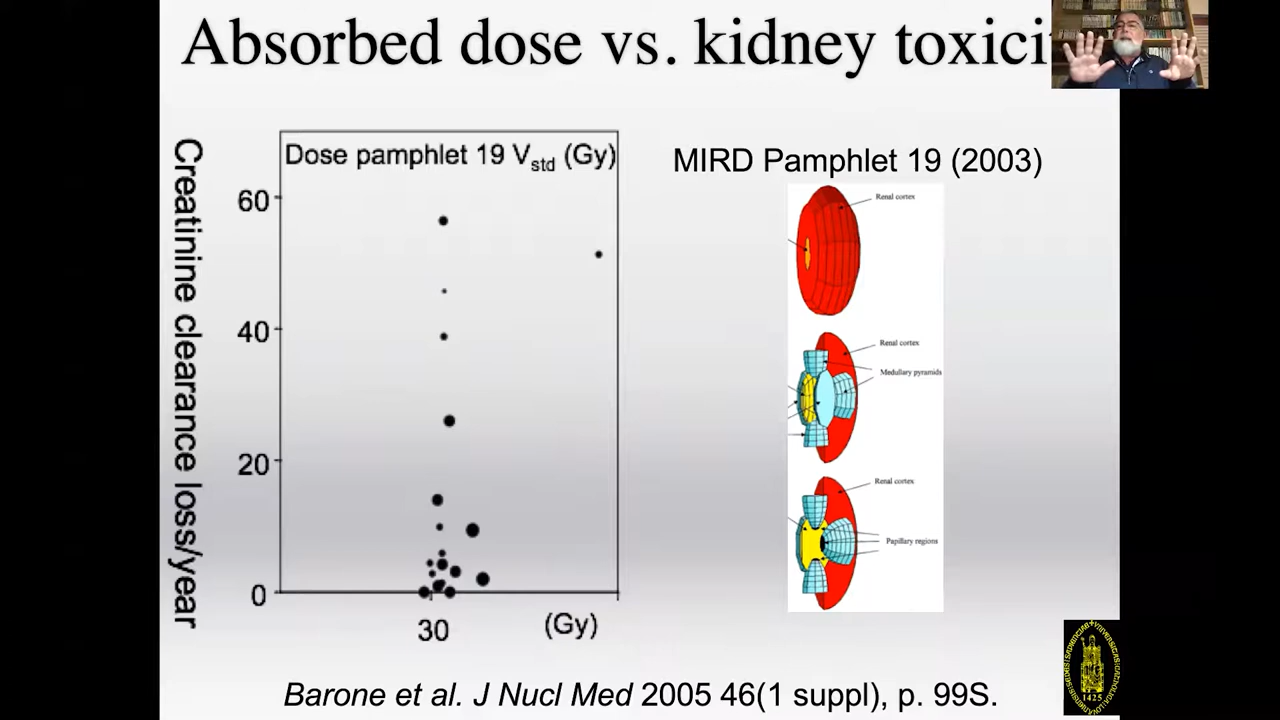 Absorbed dose vs. kidney toxici
Dose pamphlet 19 Vstd (Gy)
Creatinine clearance loss/year
60
40
20
0
30
(Gy)
MIRD Pamphlet 19 (2003)
Renal cortex
Renal cortex
Medullary pyramids
Renal cortex
Papillary regions
Barone et al. J Nucl Med 2005 46(1 suppl), p. 99S.
1425